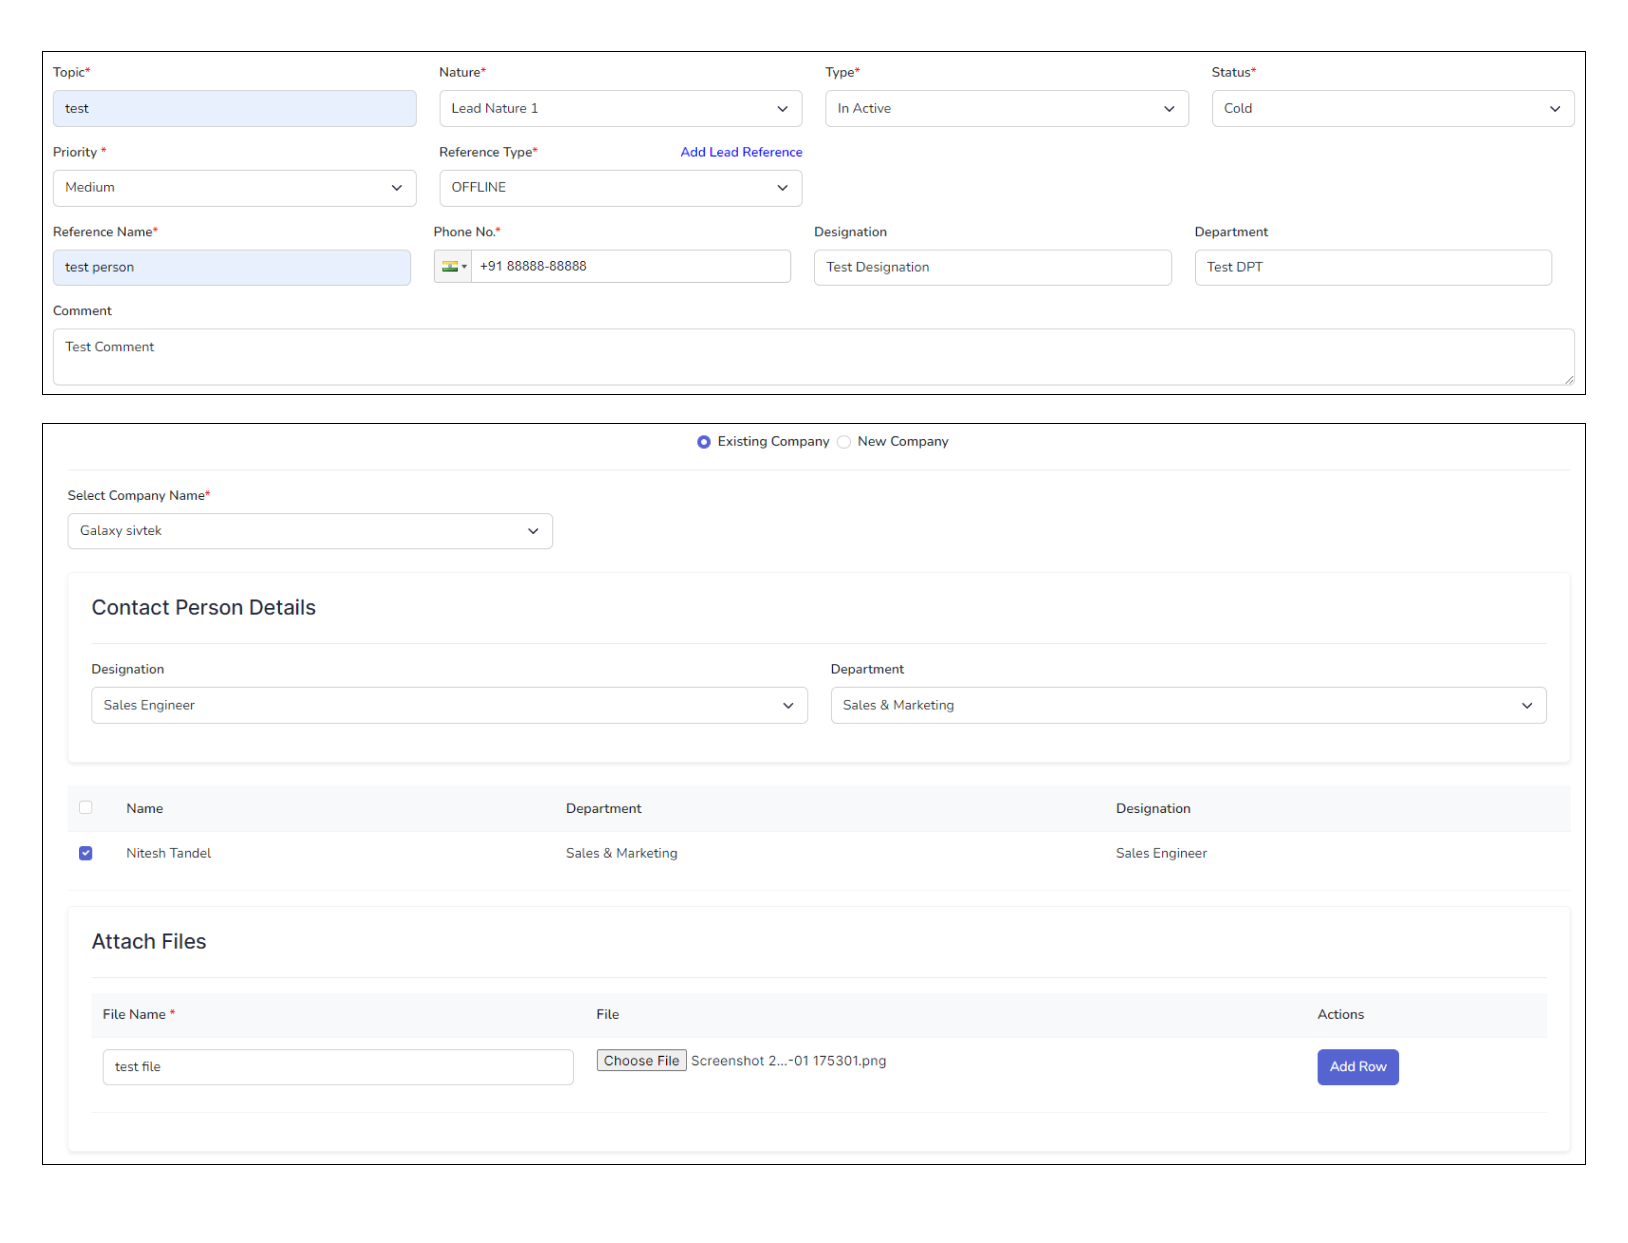 Topic* Nature* Type* Status*
test Lead Nature 1 In Active Cold
Priority * Reference Type* Add Lead Reference
Medium OFFLINE
Reference Name* Phone No.* Designation Department
test person +91 88888-88888 Test Designation Test DPT
Comment
Test Comment
Existing Company New Company
Select Company Name*
Galaxy sivtek
Contact Person Details
Designation Department
Sales Engineer Sales & Marketing
Name Department Designation
Nitesh Tandel Sales & Marketing Sales Engineer
Attach Files
File Name * File Actions
test file Choose File Screenshot 2...-01 175301.png Add Row